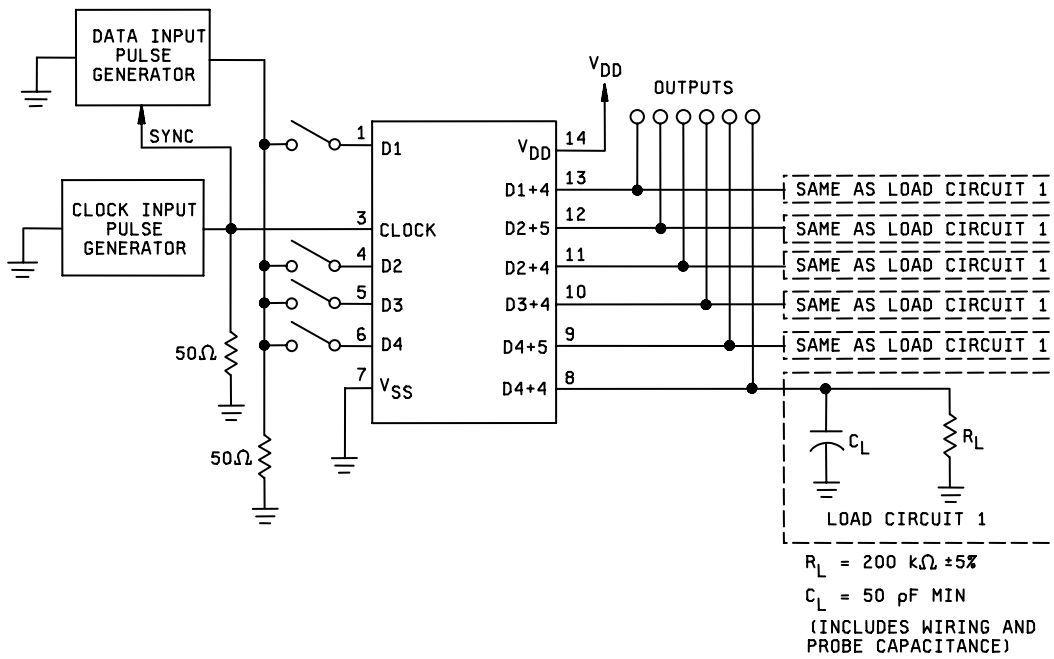 DATA INPUT
PULSE
GENERATOR
SYNC
CLOCK INPUT
PULSE
GENERATOR
50Ω
50Ω
1
D1
3
CLOCK
4
D2
5
D3
6
D4
7
VSS
VDD
OUTPUTS
14
VDD
13
D1+4
12
D2+5
11
D2+4
10
D3+4
9
D4+5
8
D4+4
SAME AS LOAD CIRCUIT 1
SAME AS LOAD CIRCUIT 1
SAME AS LOAD CIRCUIT 1
SAME AS LOAD CIRCUIT 1
SAME AS LOAD CIRCUIT 1
CL
RL
LOAD CIRCUIT 1
RL = 200 kΩ ±5%
CL = 50 pF MIN
(INCLUDES WIRING AND
PROBE CAPACITANCE)